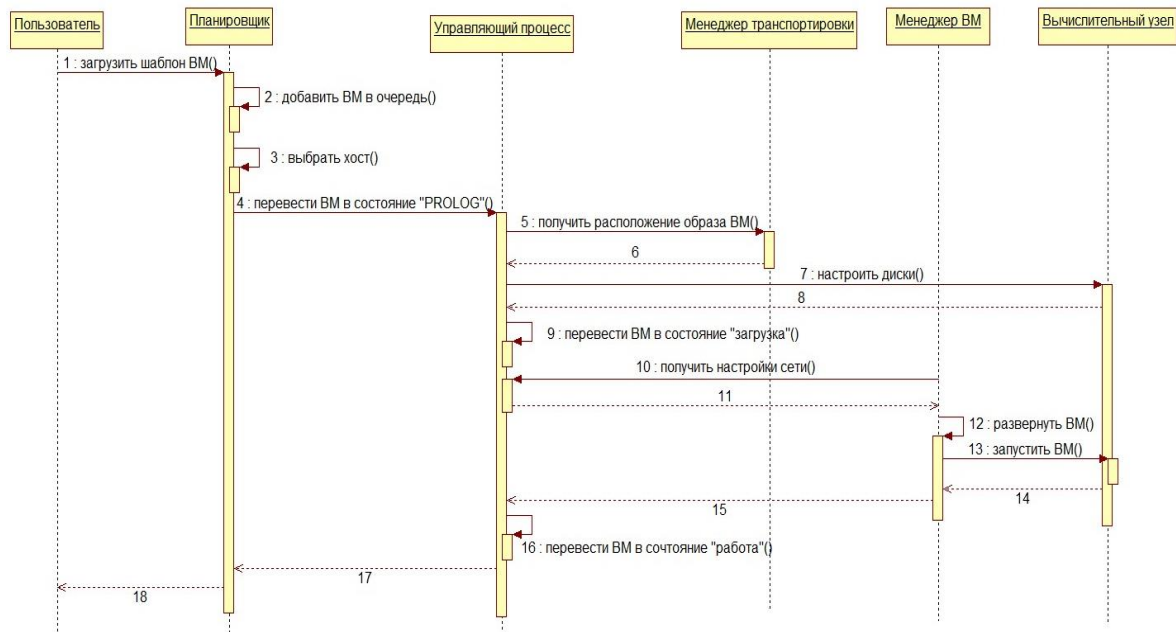 Пользователь
Планировщик
Управляющий процесс
Менеджер транспортировки
Менеджер ВМ
Вычислительный узел
1 : загрузить шаблон ВМ()
2 : добавить ВМ в очередь()
3 : выбрать хост()
4 : перевести ВМ в состояние "PROLOG"()
5 : получить расположение образа ВМ()
6
7 : настроить диски()
8
9 : перевести ВМ в состояние "загрузка"()
10 : получить настройки сети()
11
12 : развернуть ВМ()
13 : запустить ВМ()
14
15
16 : перевести ВМ в сочтояние "работа"()
17
18